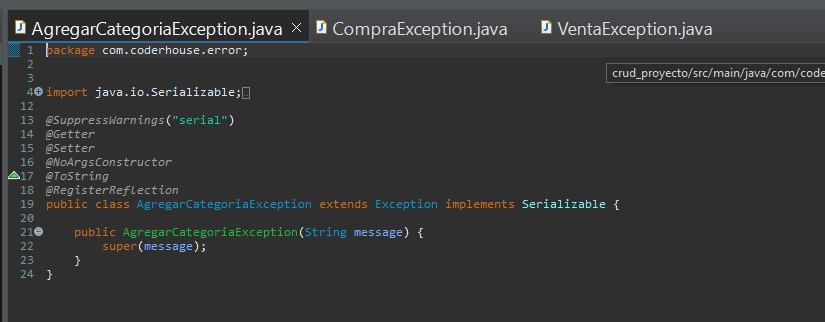 AgregarCategoriaException.java
CompraException.java
VentaException.java
1 package com.coderhouse.error;
2
3
crud_proyecto/src/main/java/com/code
4 import java.io.Serializable;
12
13 @SuppressWarnings("serial")
14 @Getter
15 @Setter
16 @NoArgsConstructor
17 @ToString
18 @RegisterReflection
19 public class AgregarCategoriaException extends Exception implements Serializable {
20
21 public AgregarCategoriaException(String message) {
22 super(message);
23 }
24 }